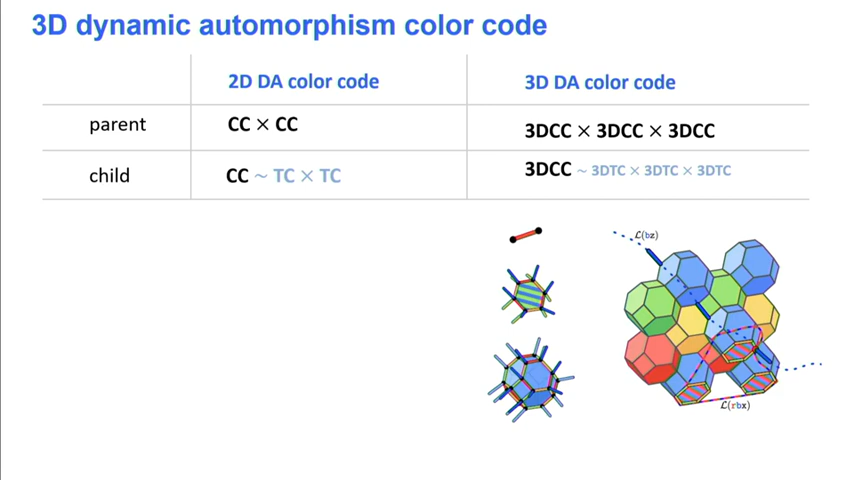 3D dynamic automorphism color code
2D DA color code 3D DA color code
parent CC × CC 3DCC × 3DCC × 3DCC
child CC ~ TC × TC 3DCC ~ 3DTC × 3DTC × 3DTC
ℒ(bz)
ℒ(rbx)